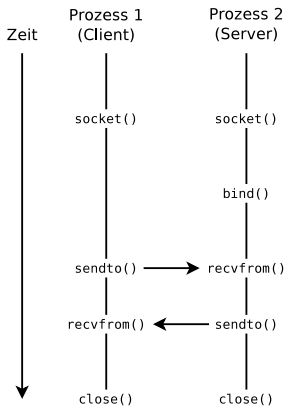 Zeit
Prozess 1
(Client)
Prozess 2
(Server)
socket()
socket()
bind()
sendto()
recvfrom()
recvfrom()
sendto()
close()
close()